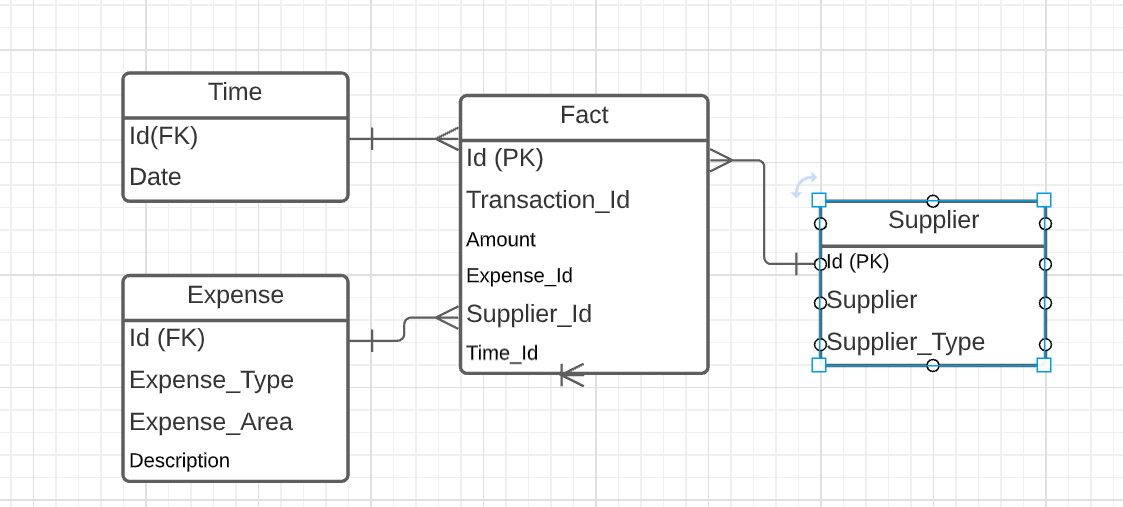 Time
Id(FK)
Date
Expense
Id (FK)
Expense_Type
Expense_Area
Description
Fact
Id (PK)
Transaction_Id
Amount
Expense_Id
Supplier_Id
Time_Id
Supplier
Id (PK)
Supplier
Supplier_Type